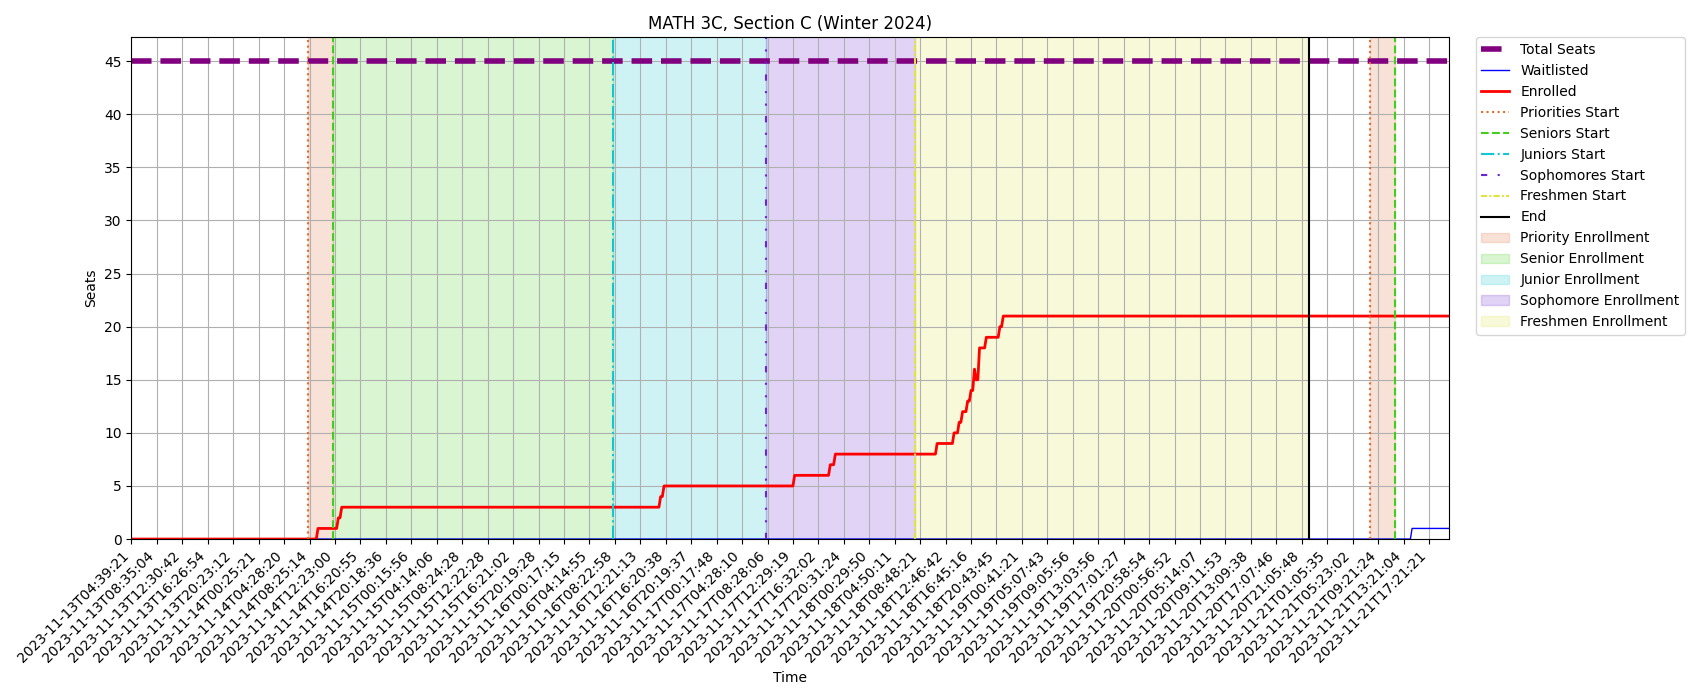 MATH 3C, Section C (Winter 2024)
Seats
45
40
35
30
25
20
15
10
5
0
2023-11-13T04:39:21
2023-11-13T08:35:04
2023-11-13T12:30:42
2023-11-13T16:26:54
2023-11-13T20:23:12
2023-11-14T00:25:21
2023-11-14T04:28:20
2023-11-14T08:25:14
2023-11-14T12:23:00
2023-11-14T16:20:55
2023-11-14T20:18:36
2023-11-15T00:15:56
2023-11-15T04:14:06
2023-11-15T08:24:28
2023-11-15T12:22:28
2023-11-15T16:21:02
2023-11-15T20:19:28
2023-11-16T00:17:15
2023-11-16T04:14:55
2023-11-16T08:22:58
2023-11-16T12:21:13
2023-11-16T16:20:38
2023-11-16T20:19:37
2023-11-17T00:17:48
2023-11-17T04:28:10
2023-11-17T08:28:06
2023-11-17T12:29:19
2023-11-17T16:32:02
2023-11-17T20:31:24
2023-11-18T00:29:50
2023-11-18T04:50:11
2023-11-18T08:48:21
2023-11-18T12:46:42
2023-11-18T16:45:16
2023-11-18T20:43:45
2023-11-19T00:41:21
2023-11-19T05:07:43
2023-11-19T09:05:56
2023-11-19T13:03:56
2023-11-19T17:01:27
2023-11-19T20:58:54
2023-11-20T00:56:52
2023-11-20T05:14:07
2023-11-20T09:11:53
2023-11-20T13:09:38
2023-11-20T17:07:46
2023-11-20T21:05:48
2023-11-21T01:05:35
2023-11-21T05:23:02
2023-11-21T09:21:24
2023-11-21T13:21:04
2023-11-21T17:21:21
Time
Total Seats
Waitlisted
Enrolled
Priorities Start
Seniors Start
Juniors Start
Sophomores Start
Freshmen Start
End
Priority Enrollment
Senior Enrollment
Junior Enrollment
Sophomore Enrollment
Freshmen Enrollment